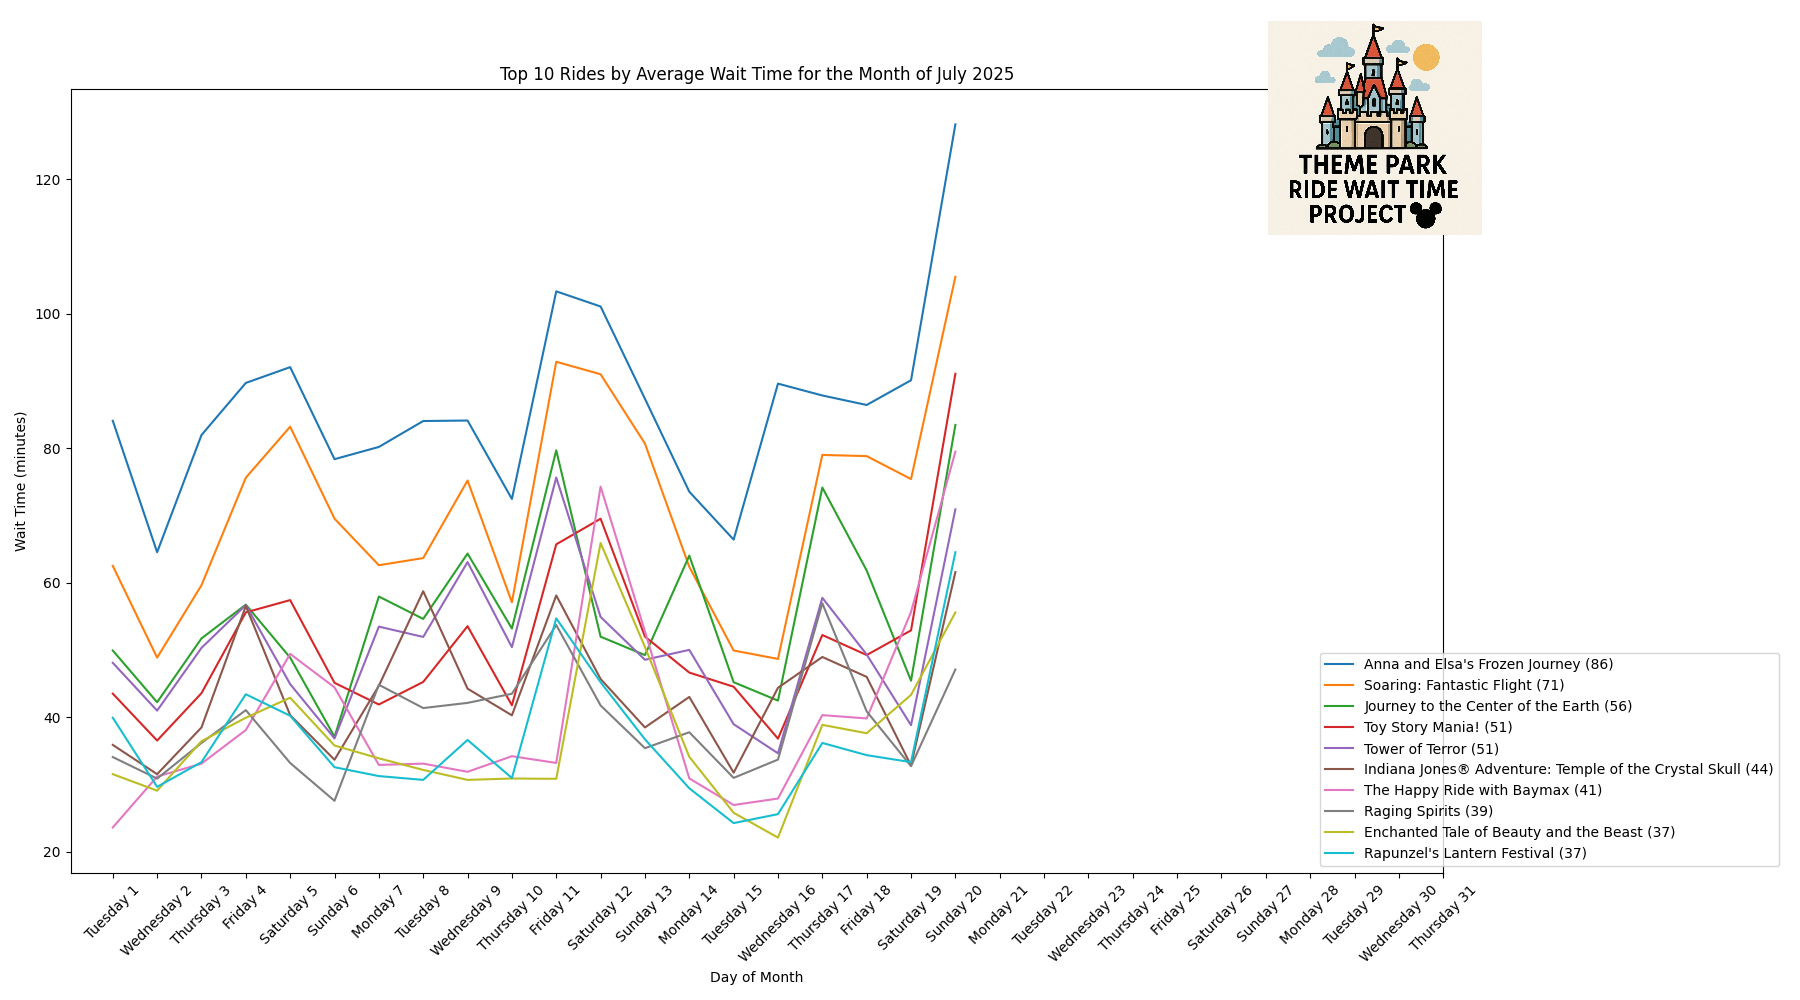 THEME PARK
RIDE WAIT TIME
PROJECT
Top 10 Rides by Average Wait Time for the Month of July 2025
Wait Time (minutes)
120
100
80
60
40
20
Anna and Elsa's Frozen Journey (86)
Soaring: Fantastic Flight (71)
Journey to the Center of the Earth (56)
Toy Story Mania! (51)
Tower of Terror (51)
Indiana Jones® Adventure: Temple of the Crystal Skull (44)
The Happy Ride with Baymax (41)
Raging Spirits (39)
Enchanted Tale of Beauty and the Beast (37)
Rapunzel's Lantern Festival (37)
Tuesday 1
Wednesday 2
Thursday 3
Friday 4
Saturday 5
Sunday 6
Monday 7
Tuesday 8
Wednesday 9
Thursday 10
Friday 11
Saturday 12
Sunday 13
Monday 14
Tuesday 15
Wednesday 16
Thursday 17
Friday 18
Saturday 19
Sunday 20
Monday 21
Tuesday 22
Wednesday 23
Thursday 24
Friday 25
Saturday 26
Sunday 27
Monday 28
Tuesday 29
Wednesday 30
Thursday 31
Day of Month